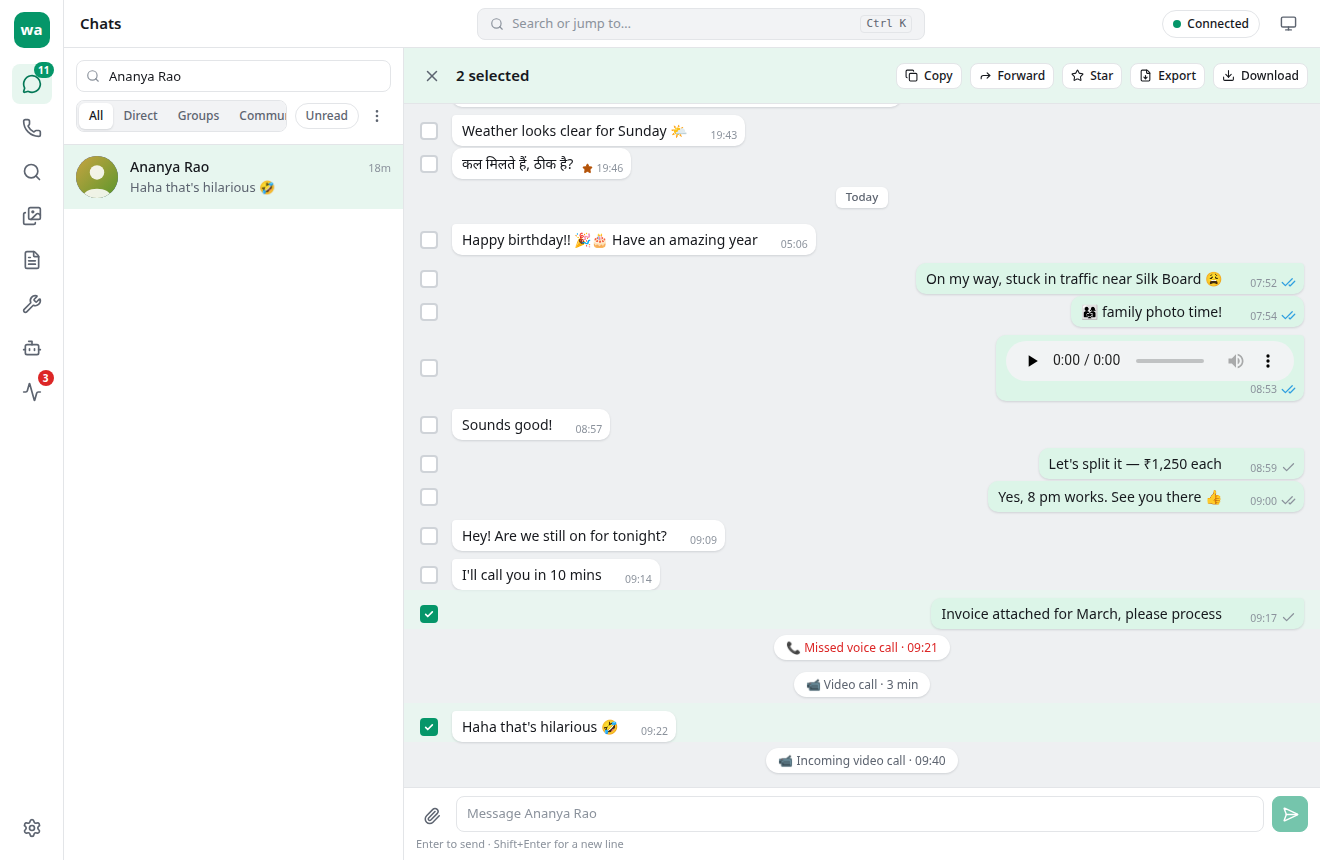 wa
Chats
Search or jump to...
Ctrl K
Connected
11
3
Ananya Rao
All
Direct
Groups
Commu
Unread
Ananya Rao
18m
Haha that's hilarious 🤣
2 selected
Copy
Forward
Star
Export
Download
Weather looks clear for Sunday 🌤️ 19:43
कल मिलते हैं, ठीक है? 19:46
Today
Happy birthday!! 🎉🎂 Have an amazing year 05:06
On my way, stuck in traffic near Silk Board 😩 07:52
👨‍👩‍👧 family photo time! 07:54
0:00 / 0:00
08:53
Sounds good! 08:57
Let's split it — ₹1,250 each 08:59
Yes, 8 pm works. See you there 👍 09:00
Hey! Are we still on for tonight? 09:09
I'll call you in 10 mins 09:14
Invoice attached for March, please process 09:17
📞 Missed voice call · 09:21
📹 Video call · 3 min
Haha that's hilarious 🤣 09:22
📹 Incoming video call · 09:40
Message Ananya Rao
Enter to send · Shift+Enter for a new line